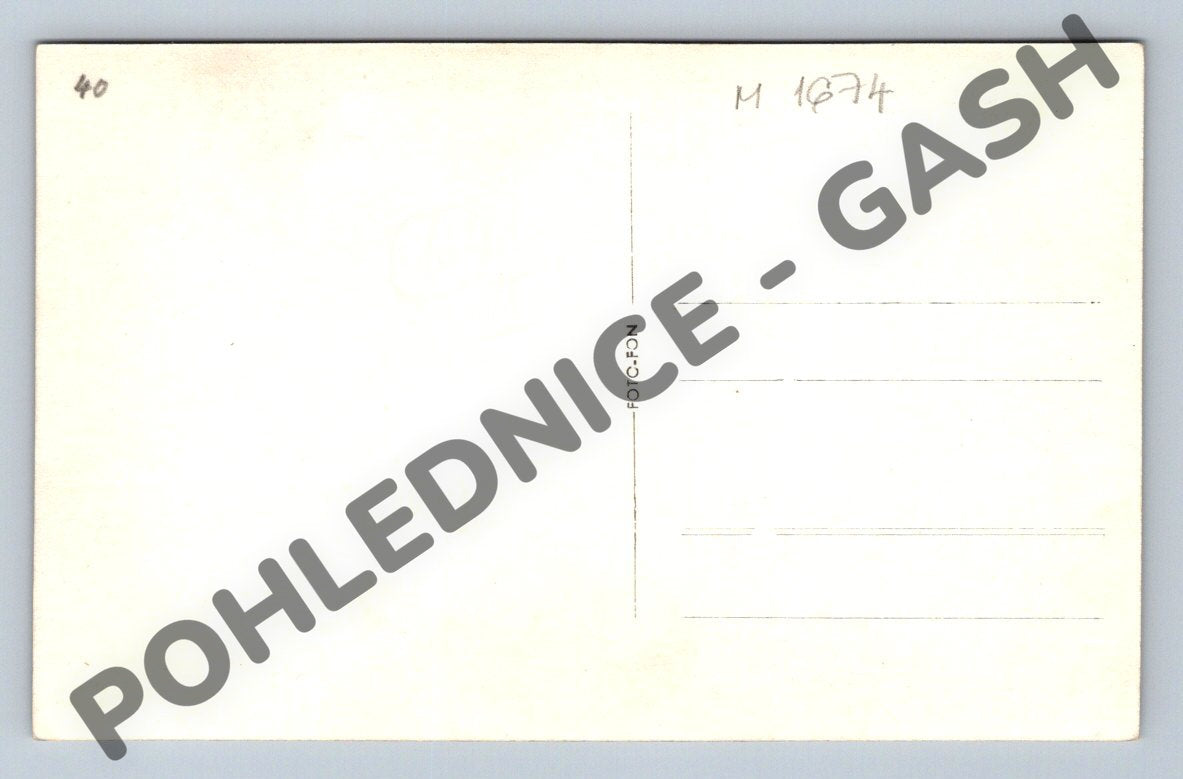 40
M 1674
FOTO-FON
POHLEDNICE - GASH